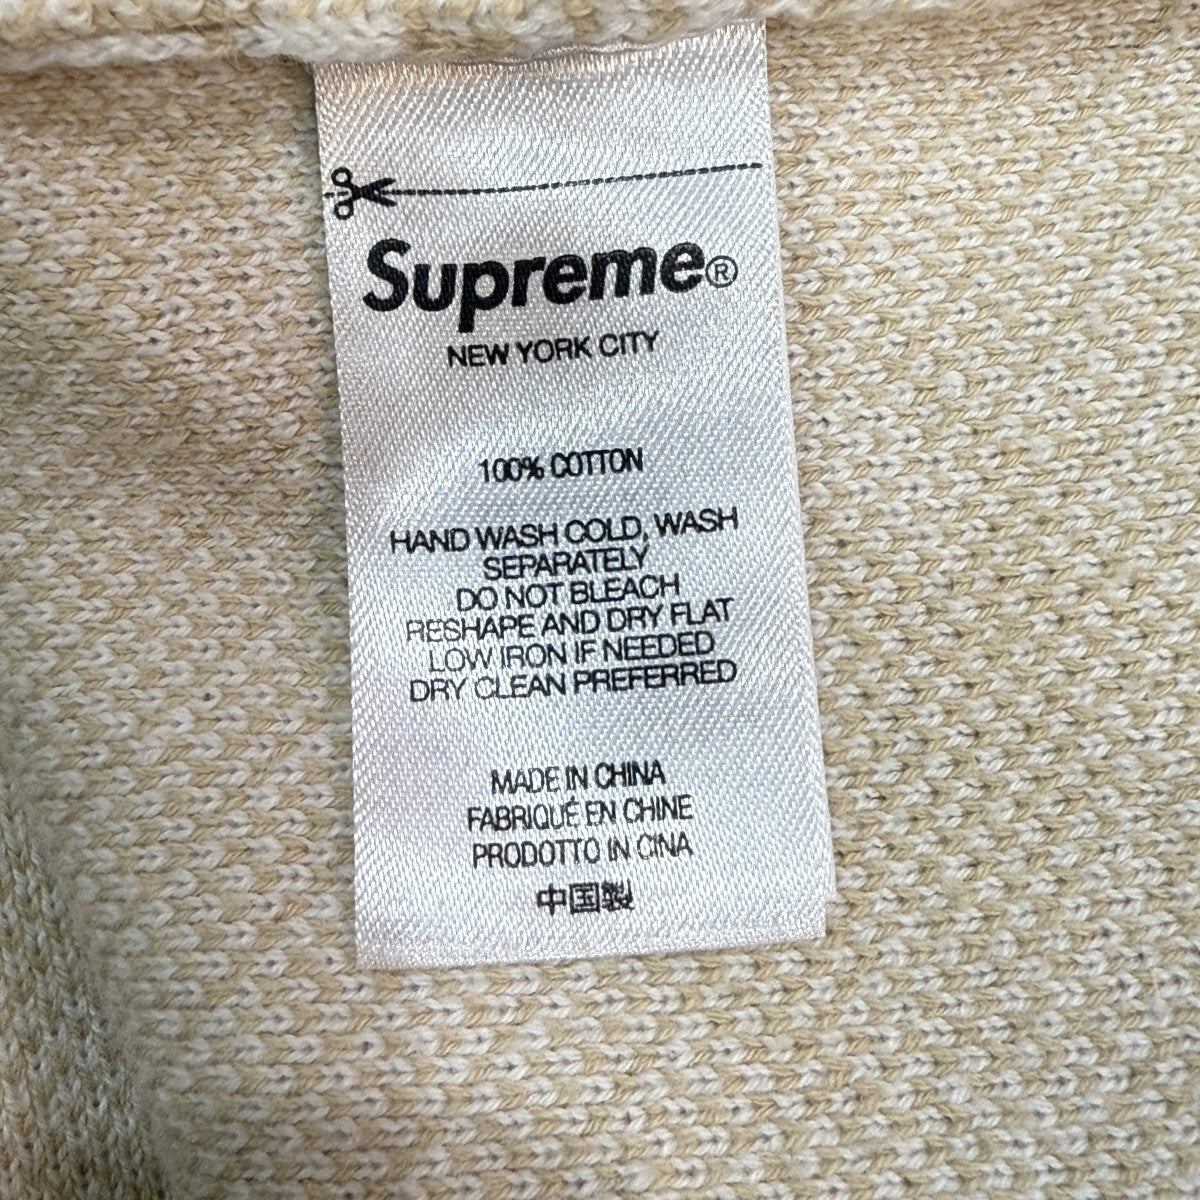 Supreme®
NEW YORK CITY
100% COTTON
HAND WASH COLD, WASH
SEPARATELY
DO NOT BLEACH
RESHAPE AND DRY FLAT
LOW IRON IF NEEDED
DRY CLEAN PREFERRED
MADE IN CHINA
FABRIQUÉ EN CHINE
PRODOTTO IN CINA
中国製